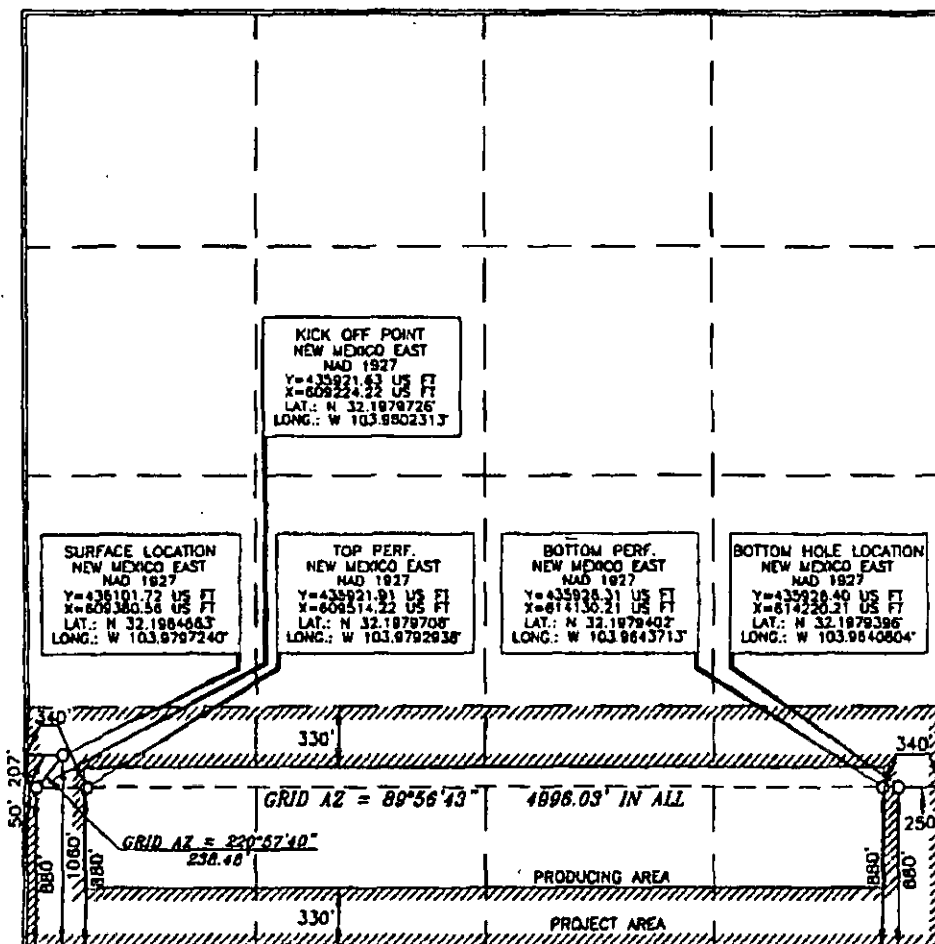 KICK OFF POINT
NEW MEXICO EAST
NAD 1927
Y=435921.63 US FT
X=609224.22 US FT
LAT.: N 32.1979726°
LONG.: W 103.9802313°
SURFACE LOCATION
NEW MEXICO EAST
NAD 1927
Y=436101.72 US FT
X=609380.56 US FT
LAT.: N 32.1984663°
LONG.: W 103.9797240°
TOP PERF.
NEW MEXICO EAST
NAD 1927
Y=435921.91 US FT
X=609514.22 US FT
LAT.: N 32.1979708°
LONG.: W 103.9792938°
BOTTOM PERF.
NEW MEXICO EAST
NAD 1927
Y=435926.31 US FT
X=614130.21 US FT
LAT.: N 32.1979402°
LONG.: W 103.9643713°
BOTTOM HOLE LOCATION
NEW MEXICO EAST
NAD 1927
Y=435926.40 US FT
X=614220.21 US FT
LAT.: N 32.1979396°
LONG.: W 103.9640804°
340'
330'
340'
207'
50'
GRID AZ = 89°56'43" 4996.03' IN ALL
250'
GRID AZ = 220°57'40"
238.48'
880'
1060'
880'
880'
880'
PRODUCING AREA
330'
PROJECT AREA